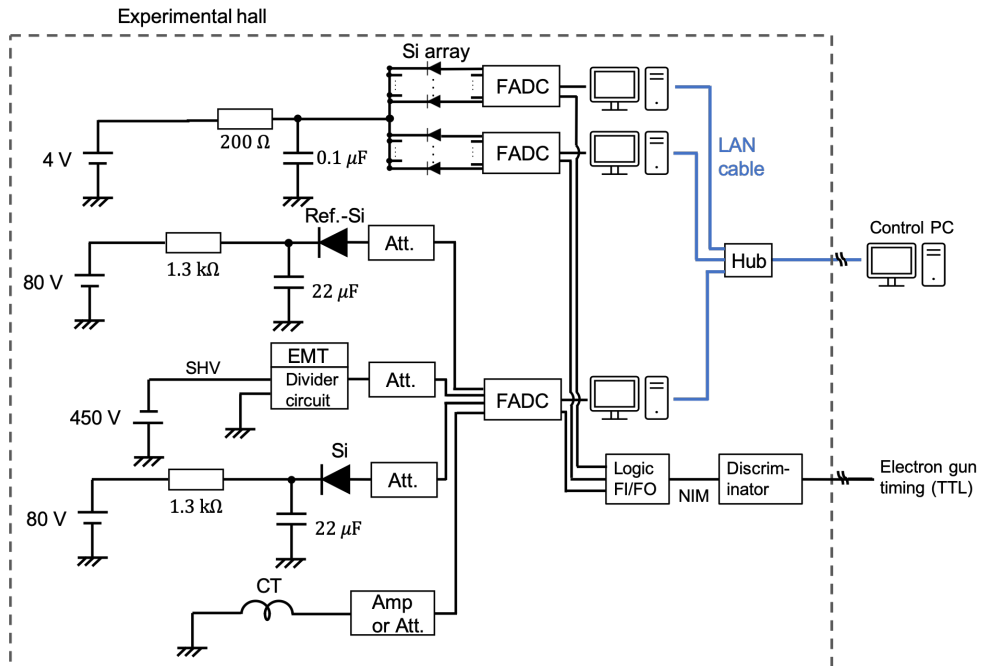 Experimental hall
Si array
FADC
200 Ω
4 V
0.1 μF
FADC
LAN
cable
Ref.-Si
Att.
Control PC
1.3 kΩ
Hub
80 V
22 μF
EMT
SHV
Divider
circuit
Att.
FADC
450 V
Si
Att.
Logic
FI/FO
NIM
Discrim-
inator
Electron gun
timing (TTL)
1.3 kΩ
80 V
22 μF
CT
Amp
or Att.